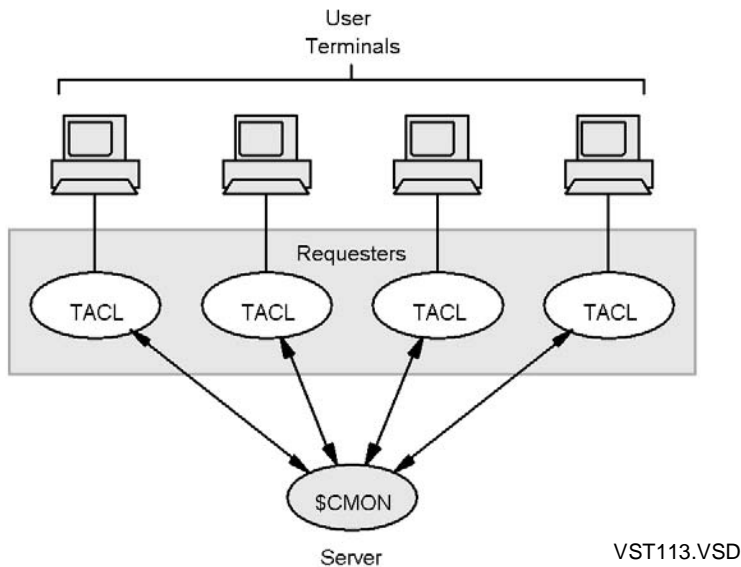 User
Terminals
Requesters
TACL TACL TACL TACL
$CMON
Server
VST113.VSD